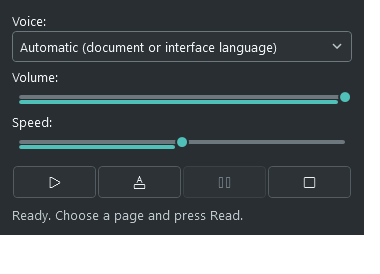 Voice:
Automatic (document or interface language)
Volume:
Speed:
Ready. Choose a page and press Read.